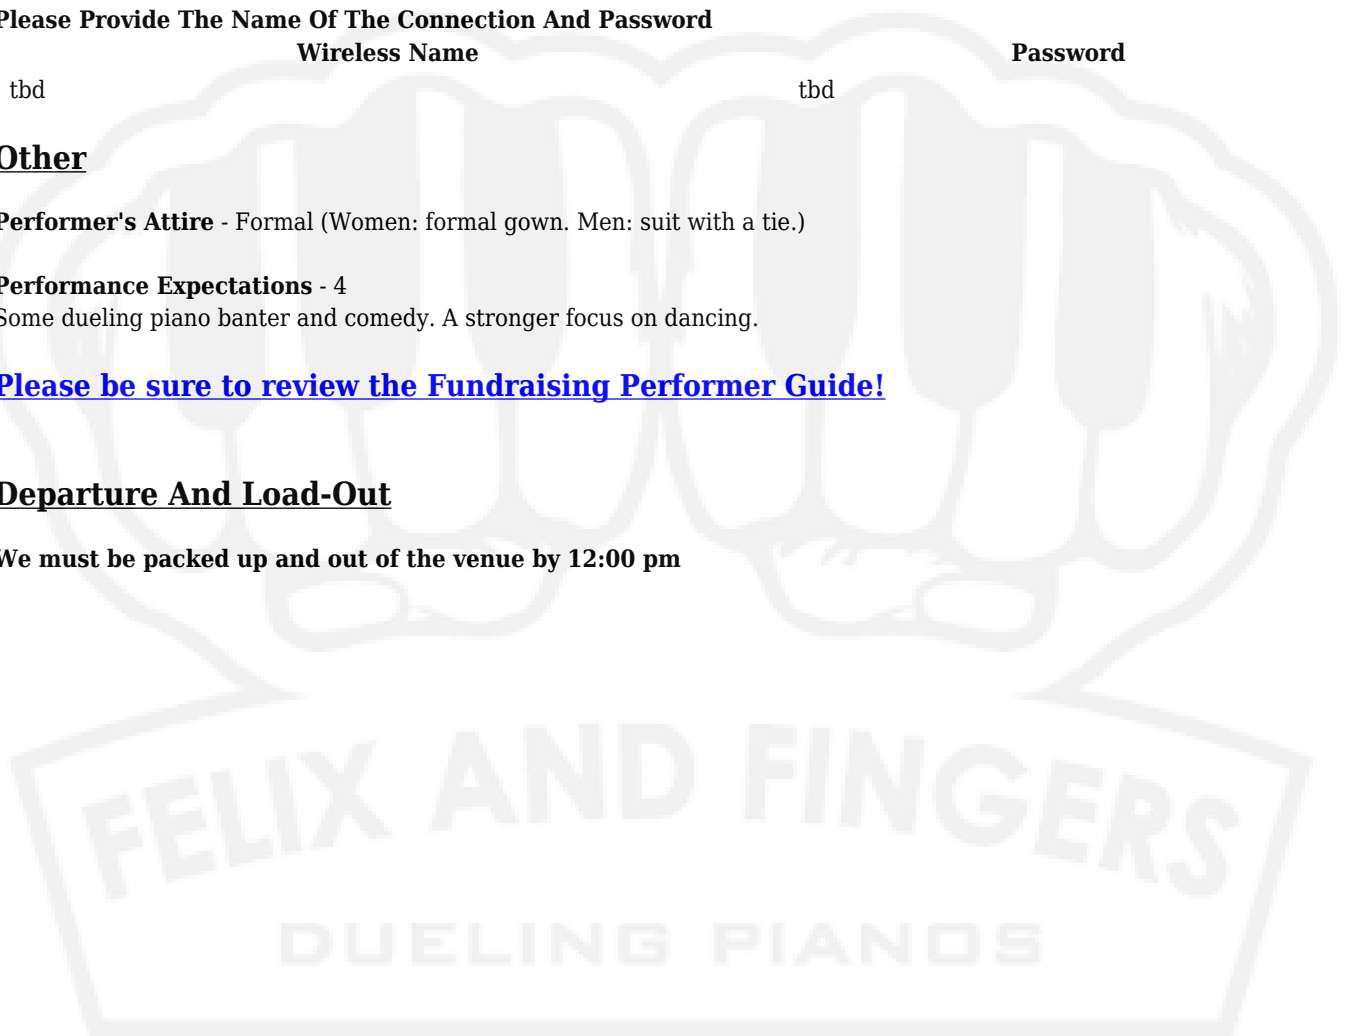 Please Provide The Name Of The Connection And Password
Wireless Name Password
tbd tbd
Other
Performer's Attire - Formal (Women: formal gown. Men: suit with a tie.)
Performance Expectations - 4
Some dueling piano banter and comedy. A stronger focus on dancing.
Please be sure to review the Fundraising Performer Guide!
Departure And Load-Out
We must be packed up and out of the venue by 12:00 pm
FELIX AND FINGERS
DUELING PIANOS